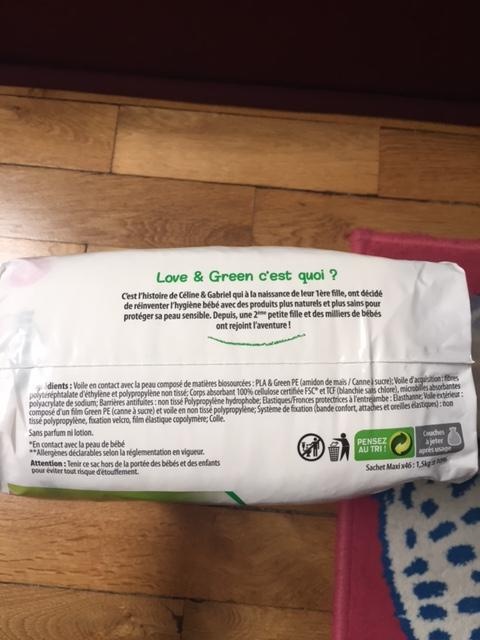 Love & Green c'est quoi ?
C'est l'histoire de Céline & Gabriel qui à la naissance de leur 1ère fille, ont décidé
de réinventer l'hygiène bébé avec des produits plus naturels et plus sains pour
protéger sa peau sensible. Depuis, une 2ème petite fille et des milliers de bébés
ont rejoint l'aventure !
dients : Voile en contact avec la peau composé de matières biosourcées : PLA & Green PE (amidon de maïs / Canne à sucre); Voile d'acquisition : fibres
polytéréphtalate d'éthylène et polypropylène non tissé; Corps absorbant 100% cellulose certifiée FSC® et TCF (blanchie sans chlore), microbilles absorbantes
polyacrylate de sodium; Barrières antifuites : non tissé Polypropylène hydrophobe; Elastiques/Fronces protectrices à l'entrejambe : Elasthanne; Voile extérieur :
composé d'un film Green PE (canne à sucre) et voile en non tissé polypropylène; Système de fixation (bande confort, attaches et oreilles élastiques) : non
tissé polypropylène, fixation velcro, film élastique copolymère; Colle.
Sans parfum ni lotion.
*En contact avec la peau de bébé
**Allergènes déclarables selon la réglementation en vigueur.
Attention : Tenir ce sac hors de la portée des bébés et des enfants
pour éviter tout risque d'étouffement.
PENSEZ
AU TRI !
Couches
à jeter
après usage
Sachet Maxi x46 : 1,5kg